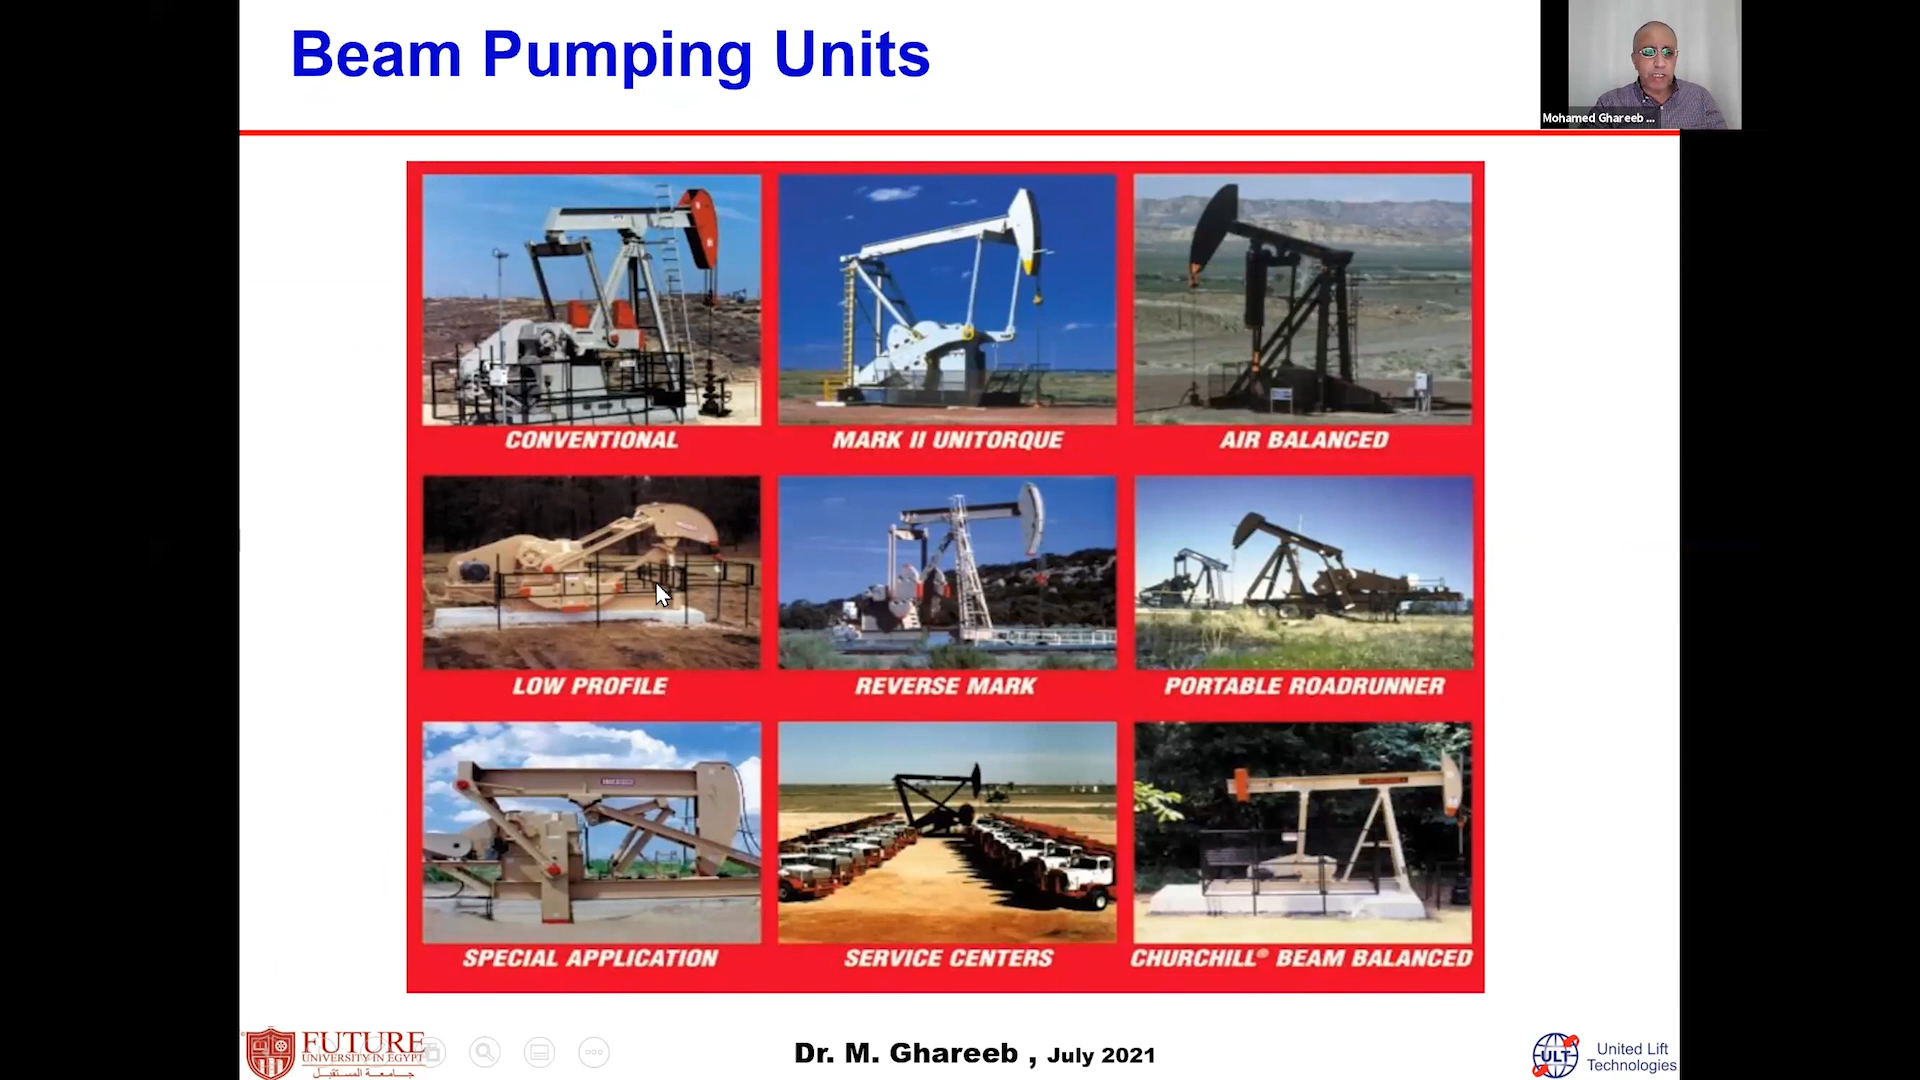 Beam Pumping Units
Mohamed Ghareeb ...
CONVENTIONAL
MARK II UNITORQUE
AIR BALANCED
LOW PROFILE
REVERSE MARK
PORTABLE ROADRUNNER
SPECIAL APPLICATION
SERVICE CENTERS
CHURCHILL® BEAM BALANCED
FUTURE
UNIVERSITY IN EGYPT
جامعة المستقبل
Dr. M. Ghareeb , July 2021
ULT
United Lift
Technologies